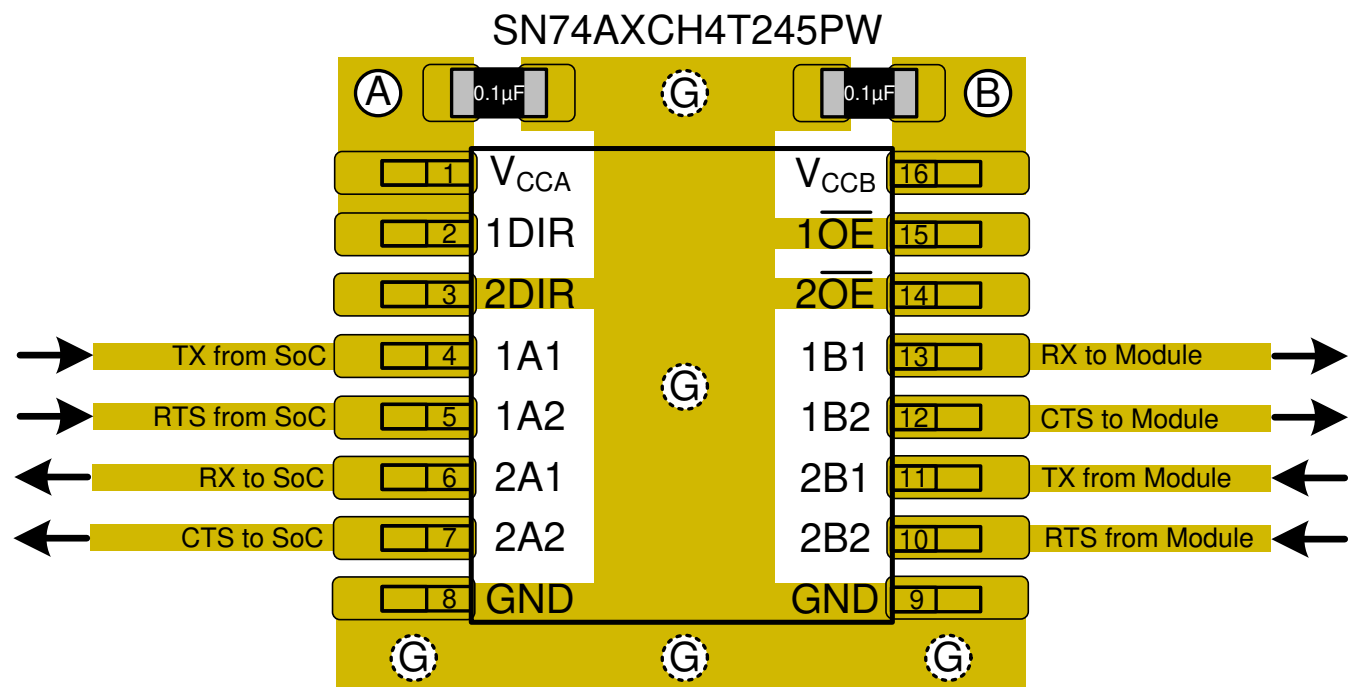 SN74AXCH4T245PW
A 0.1µF G 0.1µF B
1 VCCA VCCB 16
2 1DIR 1OE 15
3 2DIR 2OE 14
TX from SoC 4 1A1 1B1 13 RX to Module
G
RTS from SoC 5 1A2 1B2 12 CTS to Module
RX to SoC 6 2A1 2B1 11 TX from Module
CTS to SoC 7 2A2 2B2 10 RTS from Module
8 GND GND 9
G G G